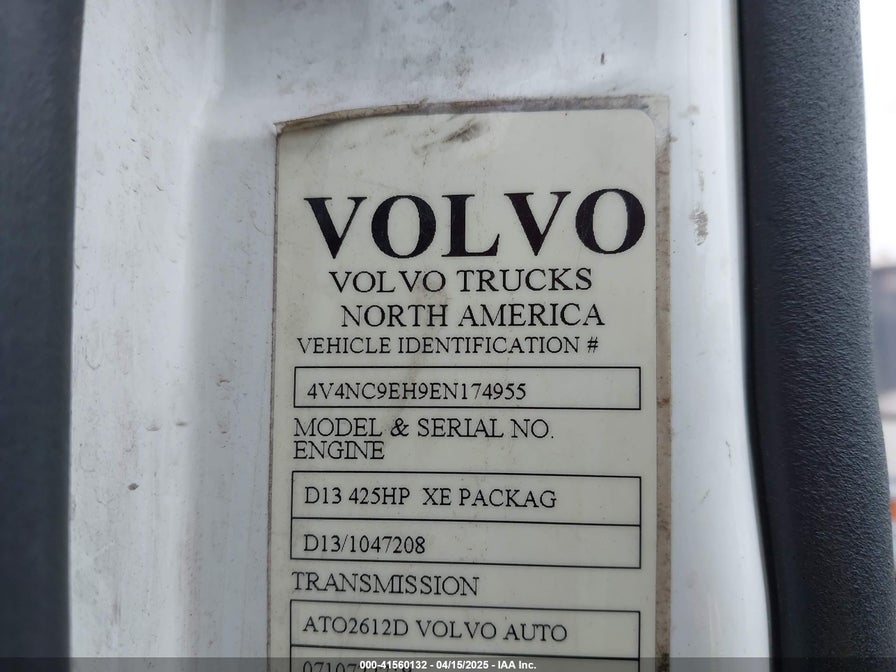 VOLVO
VOLVO TRUCKS
NORTH AMERICA
VEHICLE IDENTIFICATION #
4V4NC9EH9EN174955
MODEL & SERIAL NO.
ENGINE
D13 425HP XE PACKAG
D13/1047208
TRANSMISSION
ATO2612D VOLVO AUTO
000-41560132 - 04/15/2025 - IAA Inc.